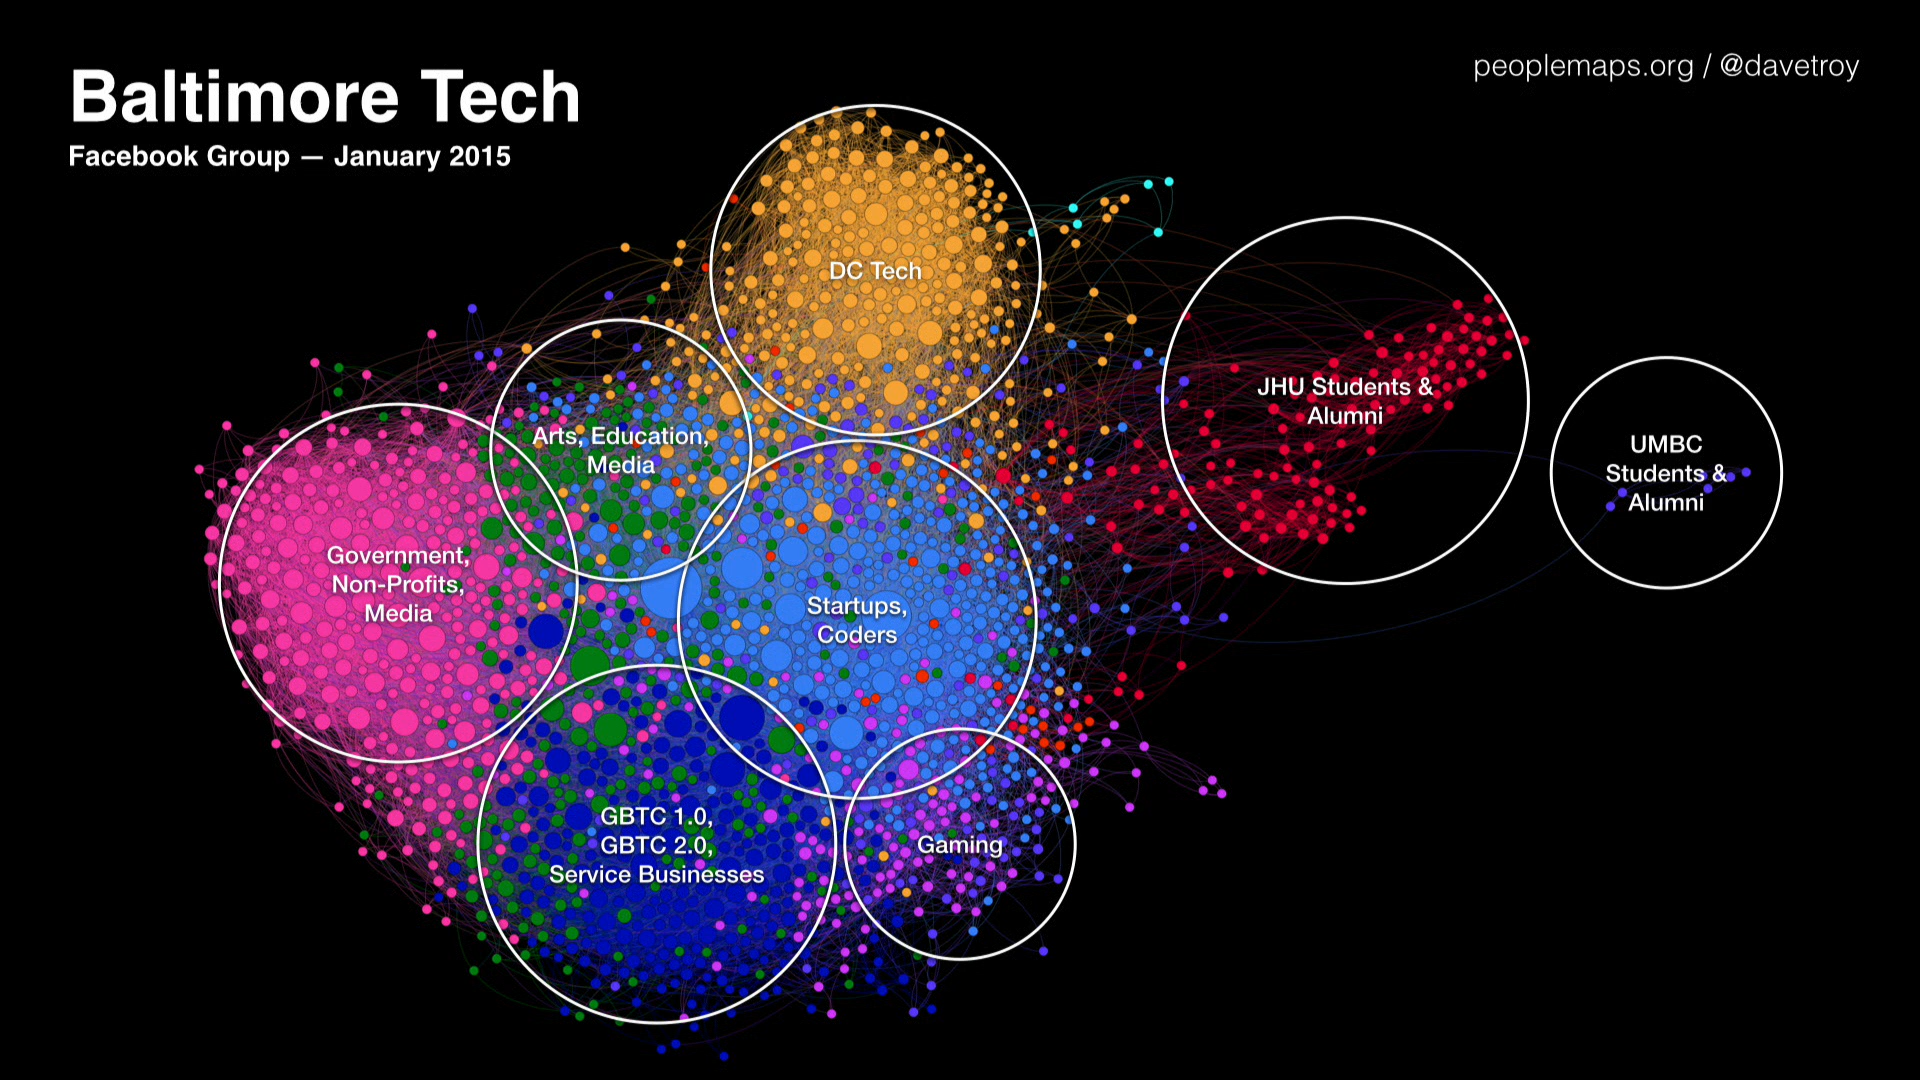 Baltimore Tech
Facebook Group — January 2015
peoplemaps.org / @davetroy
DC Tech
JHU Students &
Alumni
UMBC
Students &
Alumni
Arts, Education,
Media
Government,
Non-Profits,
Media
Startups,
Coders
GBTC 1.0,
GBTC 2.0,
Service Businesses
Gaming